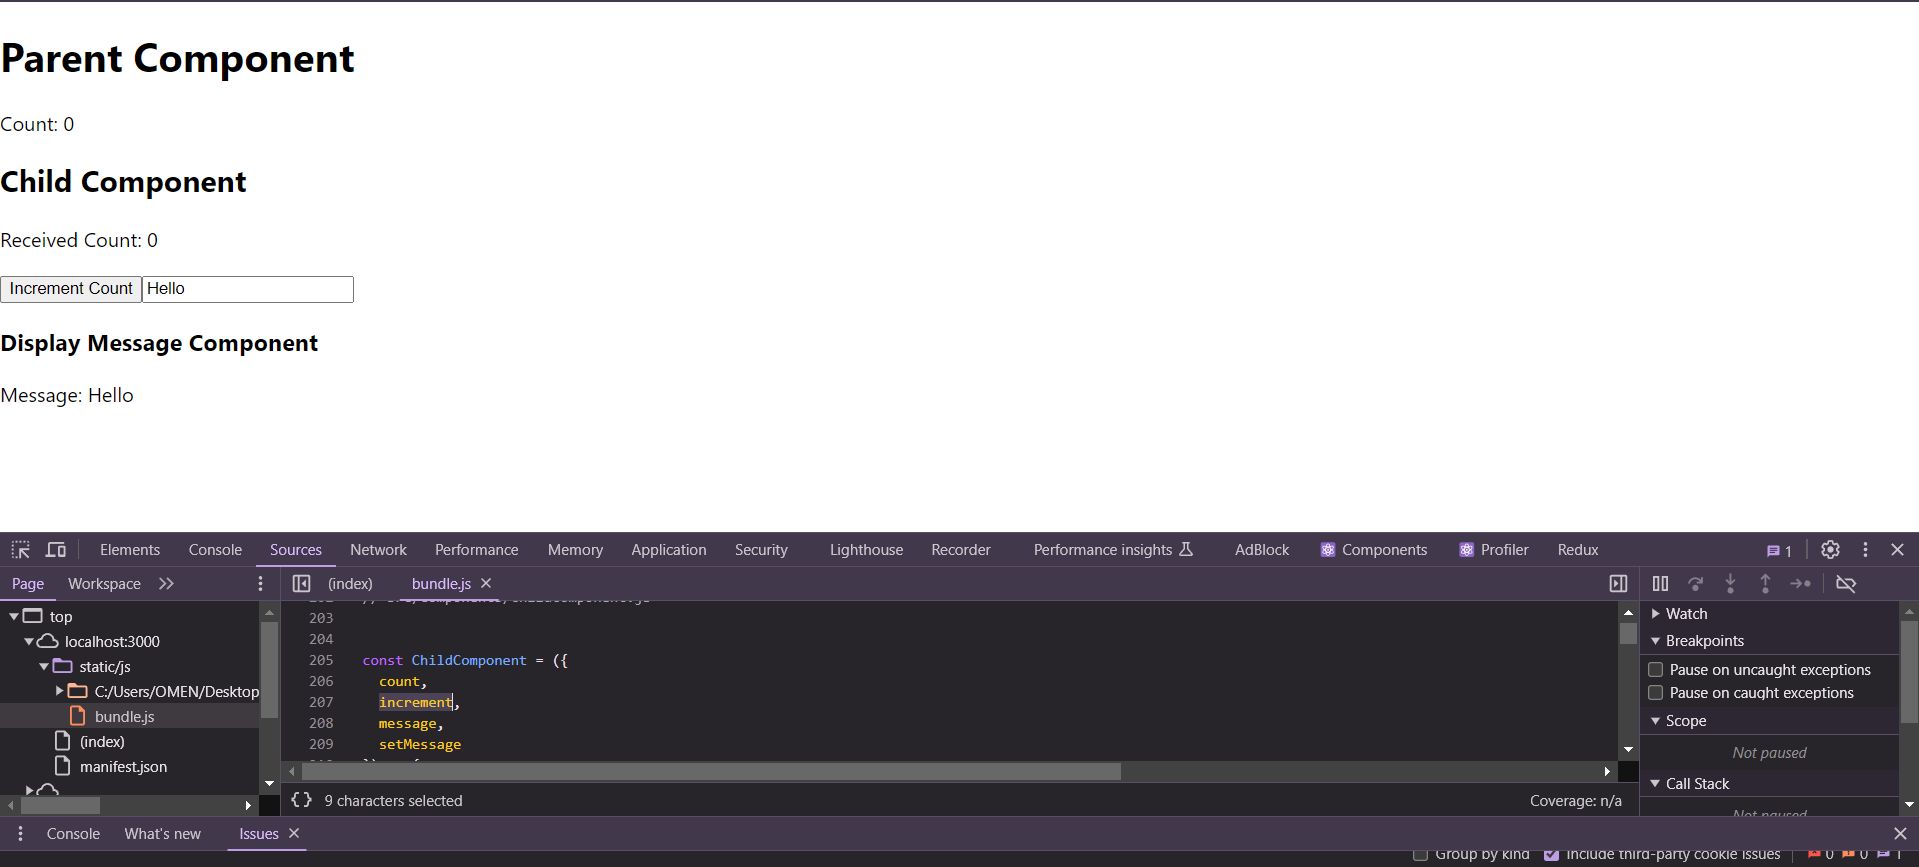 Parent Component
Count: 0
Child Component
Received Count: 0
Increment Count Hello
Display Message Component
Message: Hello
Elements Console Sources Network Performance Memory Application Security Lighthouse Recorder Performance insights AdBlock Components Profiler Redux 1
Page Workspace (index) bundle.js
top
localhost:3000
static/js
C:/Users/OMEN/Desktop
bundle.js
(index)
manifest.json
203
204
205 const ChildComponent = ({
206 count,
207 increment,
208 message,
209 setMessage
{} 9 characters selected Coverage: n/a
Watch
Breakpoints
Pause on uncaught exceptions
Pause on caught exceptions
Scope
Not paused
Call Stack
Not paused
Console What's new Issues
Group by kind Include third-party cookie issues 0 0 1